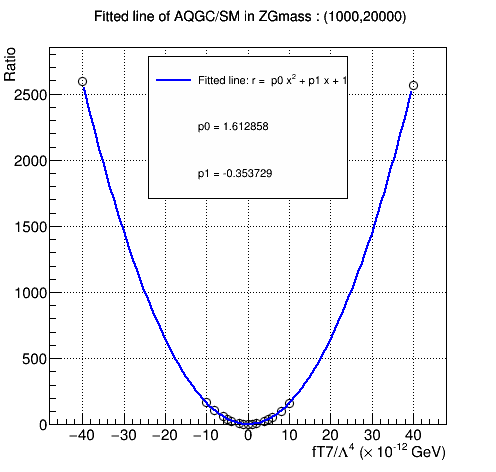 Fitted line of AQGC/SM in ZGmass : (1000,20000)
Ratio
Fitted line: r = p0 x² + p1 x + 1
p0 = 1.612858
p1 = -0.353729
2500
2000
1500
1000
500
0
−40 −30 −20 −10 0 10 20 30 40
fT7/Λ⁴ (× 10⁻¹² GeV)